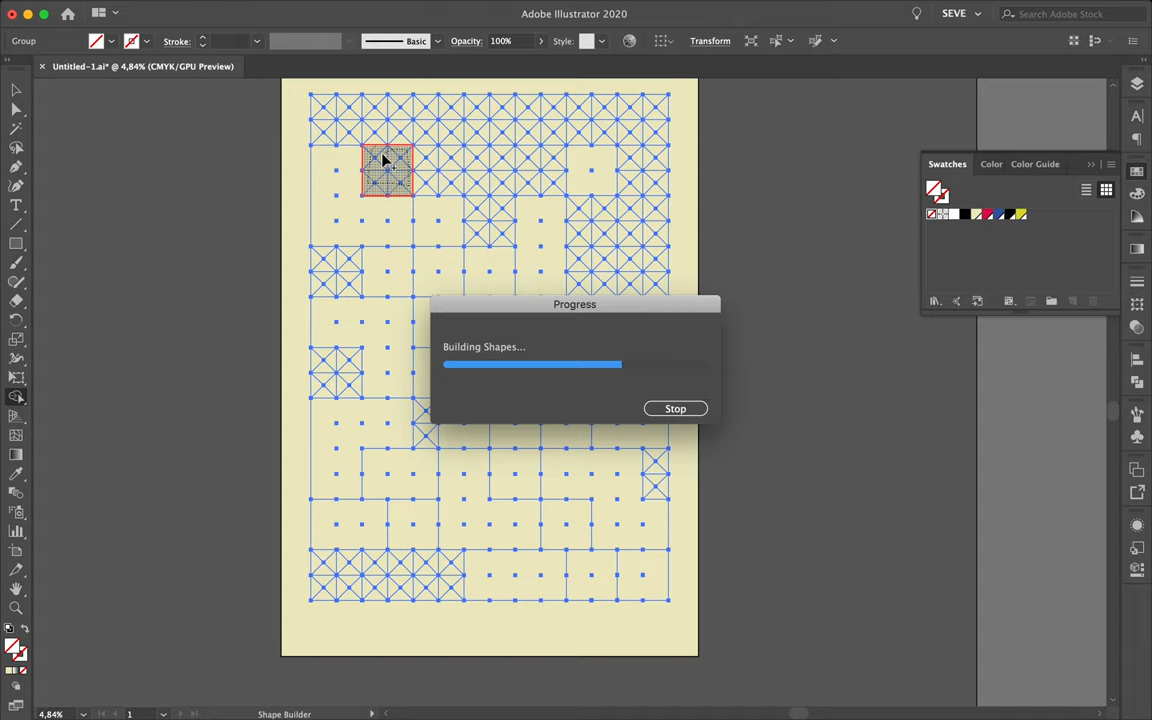 Adobe Illustrator 2020
SEVE
Search Adobe Stock
Group
Stroke:
Basic
Opacity:
100%
Style:
Transform
× Untitled-1.ai* @ 4,84% (CMYK/GPU Preview)
Swatches
Color
Color Guide
Progress
Building Shapes...
Stop
4,84%
1
Shape Builder